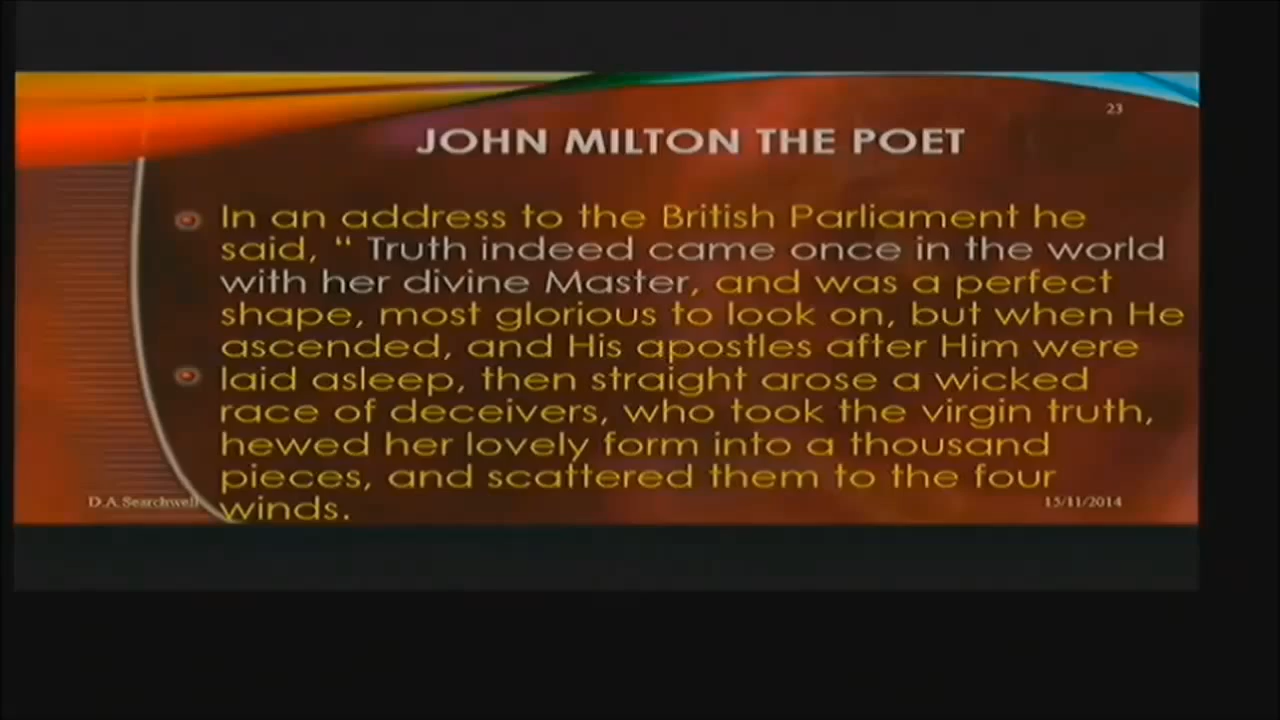 23
JOHN MILTON THE POET
In an address to the British Parliament he
said, “ Truth indeed came once in the world
with her divine Master, and was a perfect
shape, most glorious to look on, but when He
ascended, and His apostles after Him were
laid asleep, then straight arose a wicked
race of deceivers, who took the virgin truth,
hewed her lovely form into a thousand
pieces, and scattered them to the four
winds.
D.A.Searchwell
15/11/2014